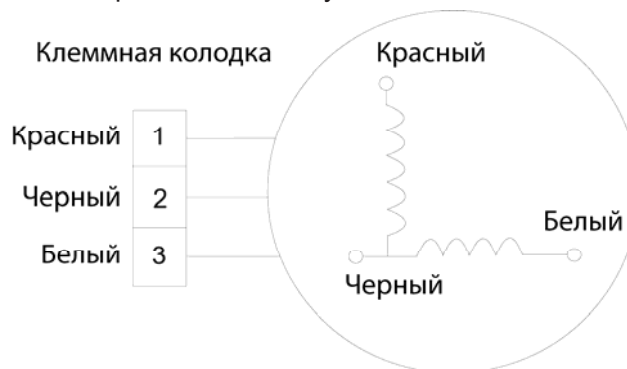 Клеммная колодка
Красный
Красный 1
Черный 2
Белый 3
Белый
Черный